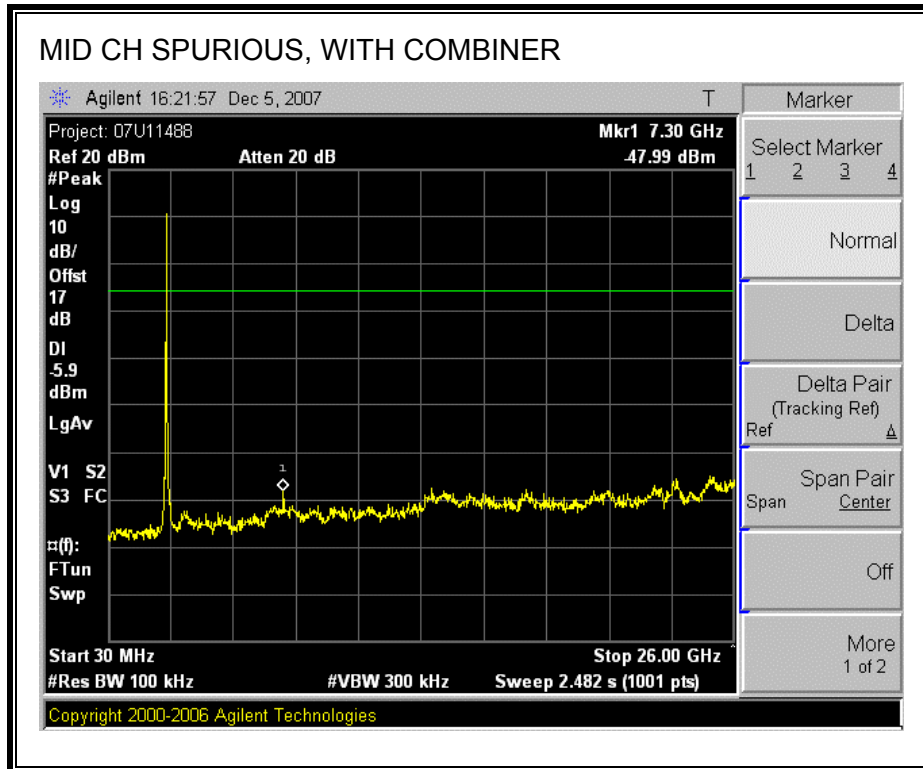 MID CH SPURIOUS, WITH COMBINER
Agilent 16:21:57 Dec 5, 2007 T
Project: 07U11488 Mkr1 7.30 GHz
Ref 20 dBm Atten 20 dB -47.99 dBm
#Peak
Log
10
dB/
Offst
17
dB
DI
-5.9
dBm
LgAv
V1 S2
S3 FC
¤(f):
FTun
Swp
1
Start 30 MHz Stop 26.00 GHz
#Res BW 100 kHz #VBW 300 kHz Sweep 2.482 s (1001 pts)
Copyright 2000-2006 Agilent Technologies
Marker
Select Marker
1 2 3 4
Normal
Delta
Delta Pair
(Tracking Ref)
Ref Δ
Span Pair
Span Center
Off
More
1 of 2